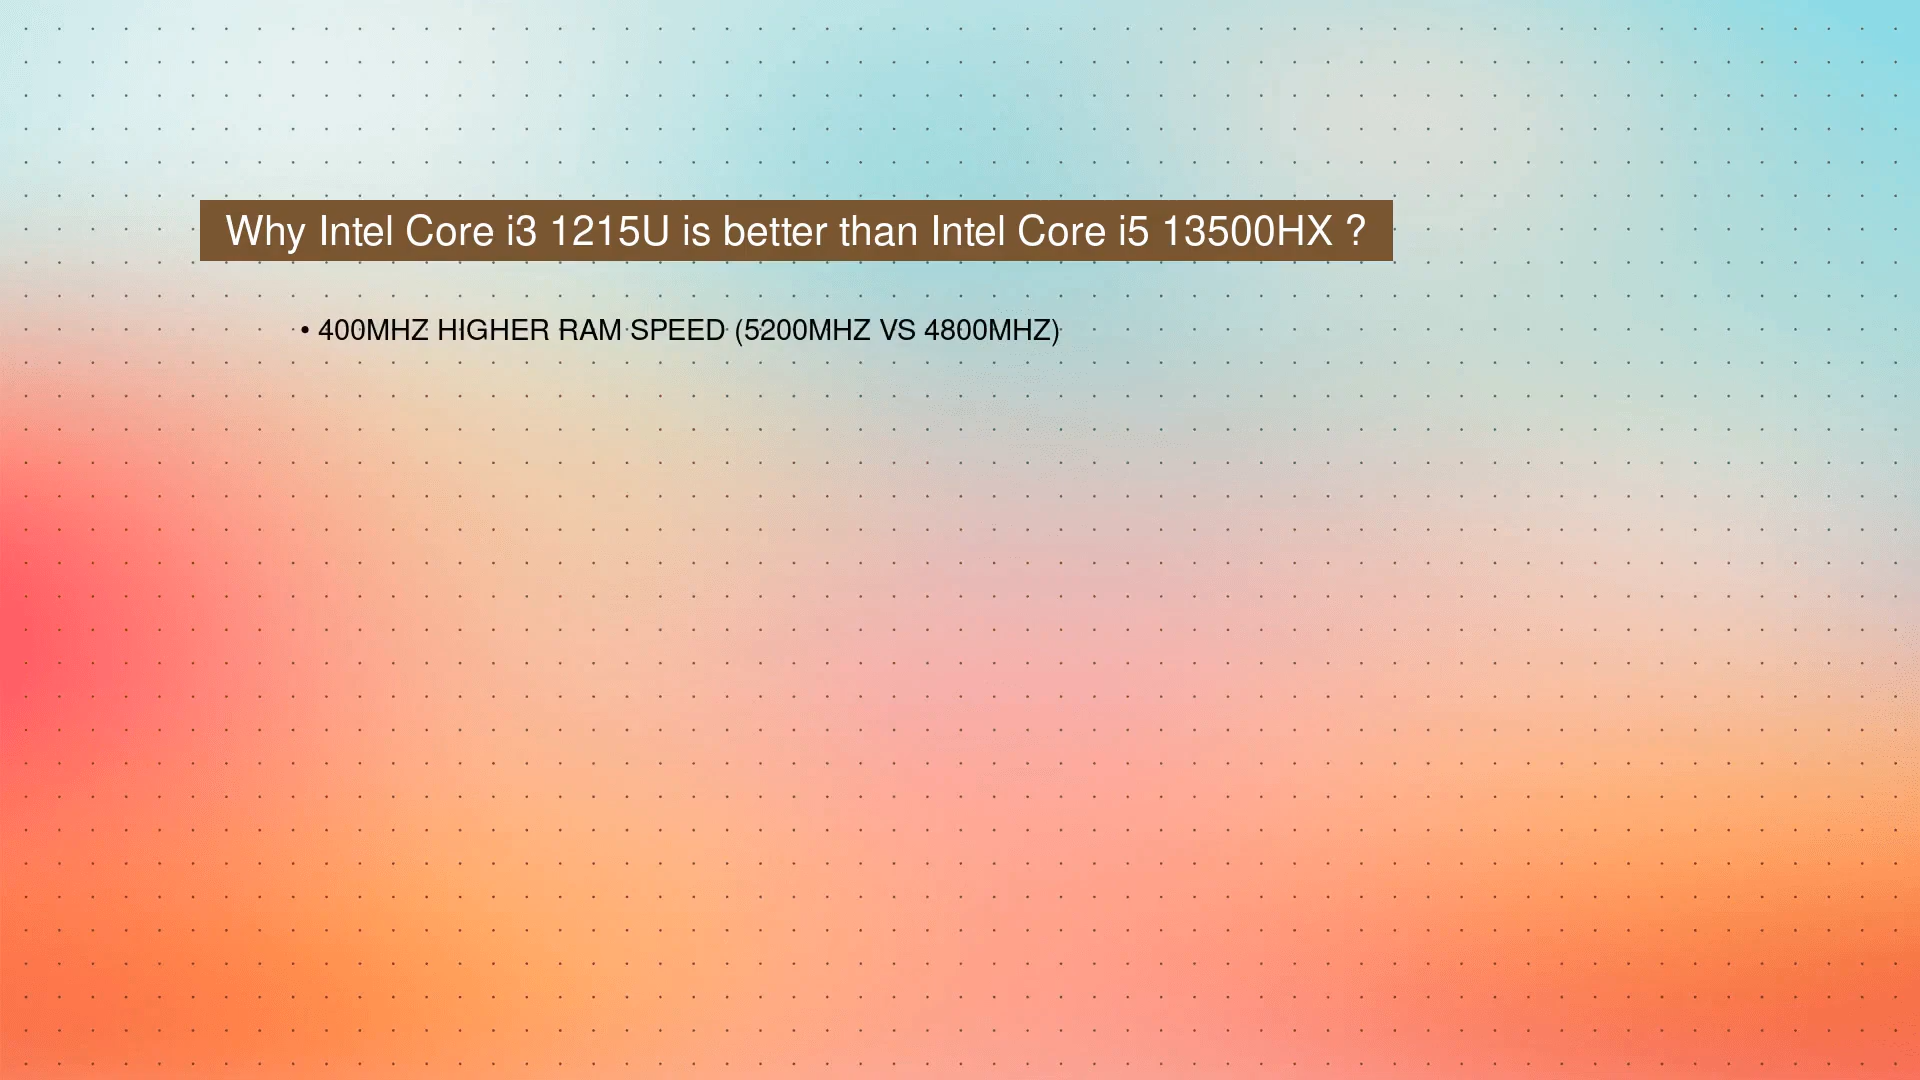 Why Intel Core i3 1215U is better than Intel Core i5 13500HX ?
• 400MHZ HIGHER RAM SPEED (5200MHZ VS 4800MHZ)